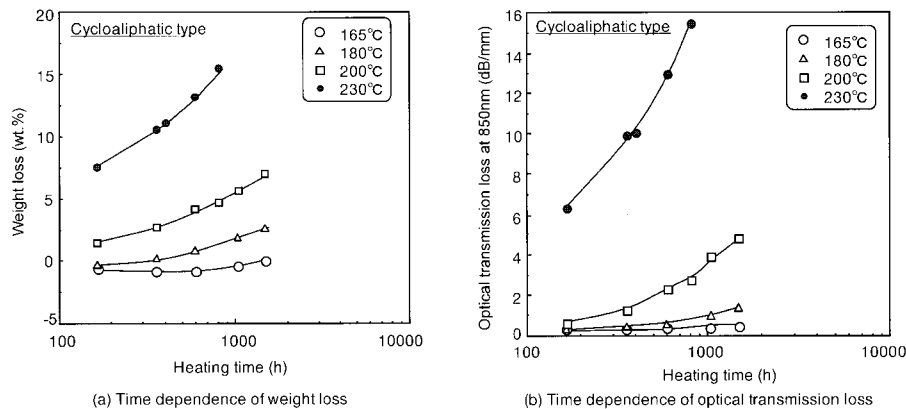 Cycloaliphatic type
165°C
180°C
200°C
230°C
20
15
10
5
0
-5
100
1000
10000
Weight loss (wt.%)
Heating time (h)
(a) Time dependence of weight loss
Cycloaliphatic type
165°C
180°C
200°C
230°C
16
14
12
10
8
6
4
2
0
100
1000
10000
Optical transmission loss at 850nm (dB/mm)
Heating time (h)
(b) Time dependence of optical transmission loss